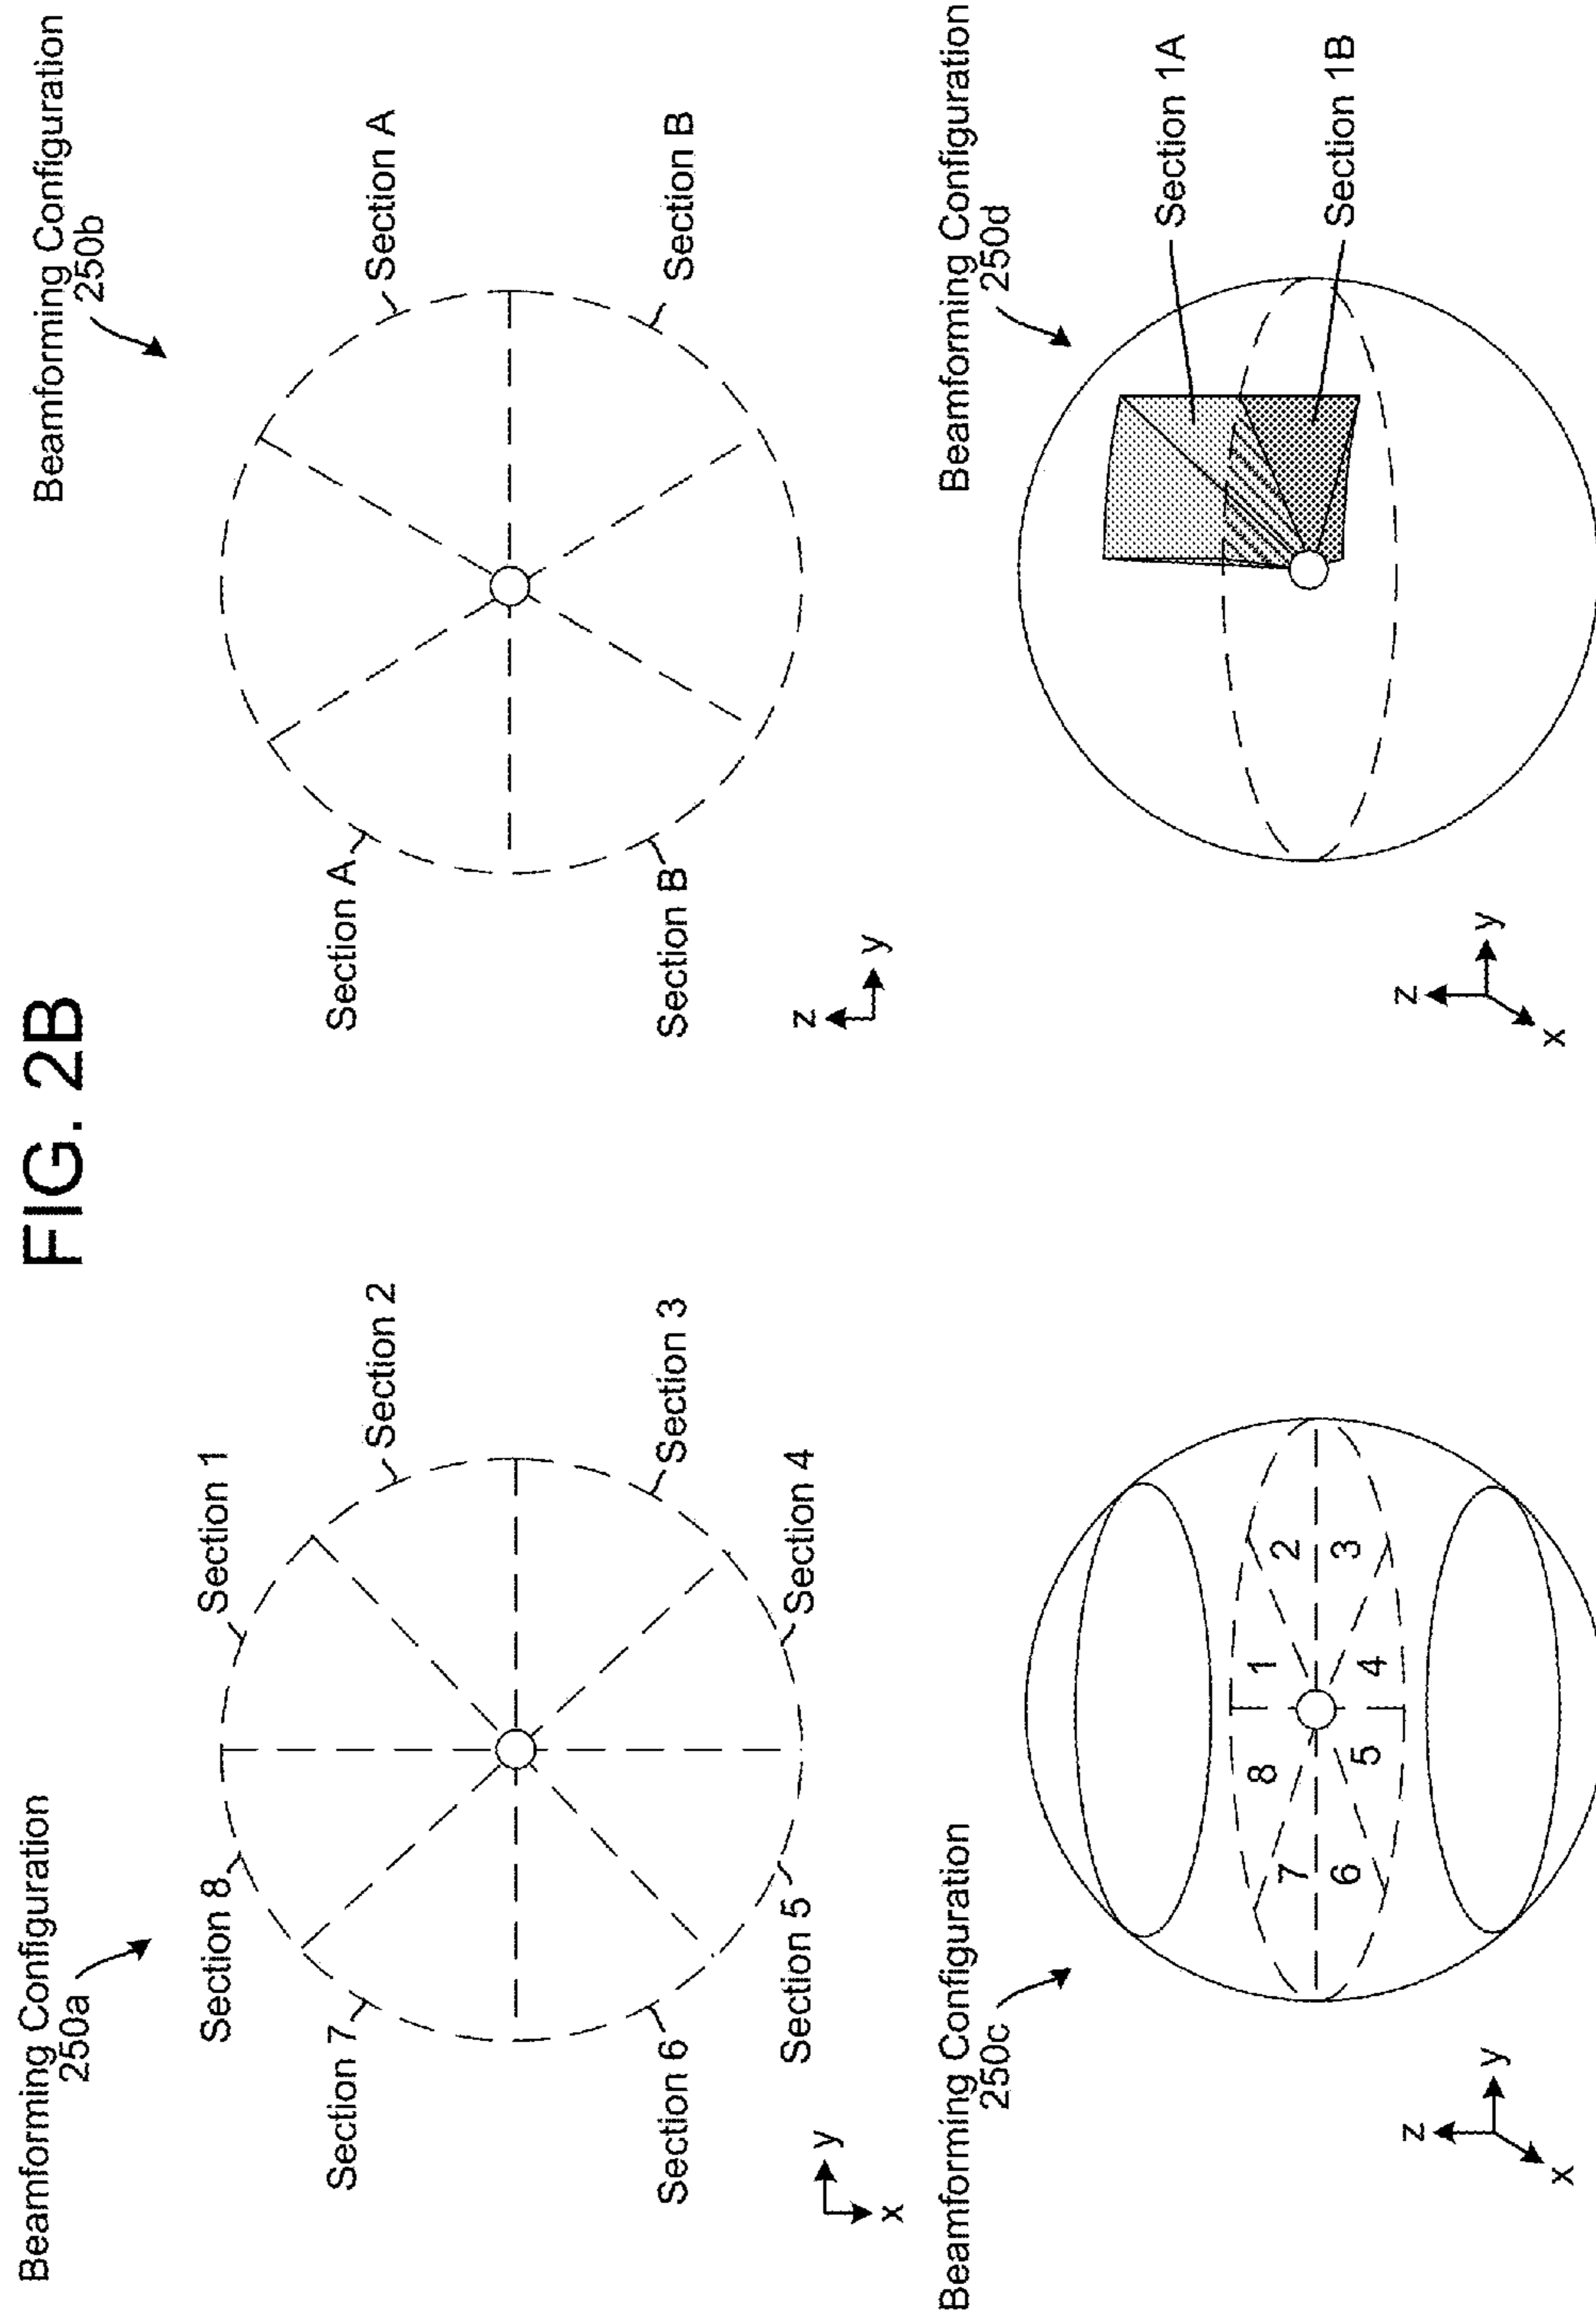 FIG. 2B
Beamforming Configuration
250a
Section 1
Section 2
Section 3
Section 4
Section 5
Section 6
Section 7
Section 8
y
x
Beamforming Configuration
250b
Section A
Section A
Section B
Section B
z
y
Beamforming Configuration
250c
1
2
3
4
5
6
7
8
z
y
x
Beamforming Configuration
250d
Section 1A
Section 1B
z
y
x